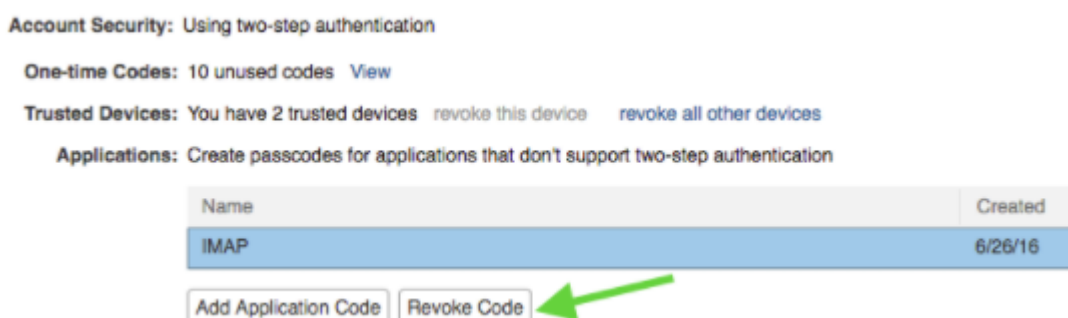 Account Security: Using two-step authentication
One-time Codes: 10 unused codes View
Trusted Devices: You have 2 trusted devices revoke this device revoke all other devices
Applications: Create passcodes for applications that don't support two-step authentication
Name Created
IMAP 6/26/16
Add Application Code Revoke Code